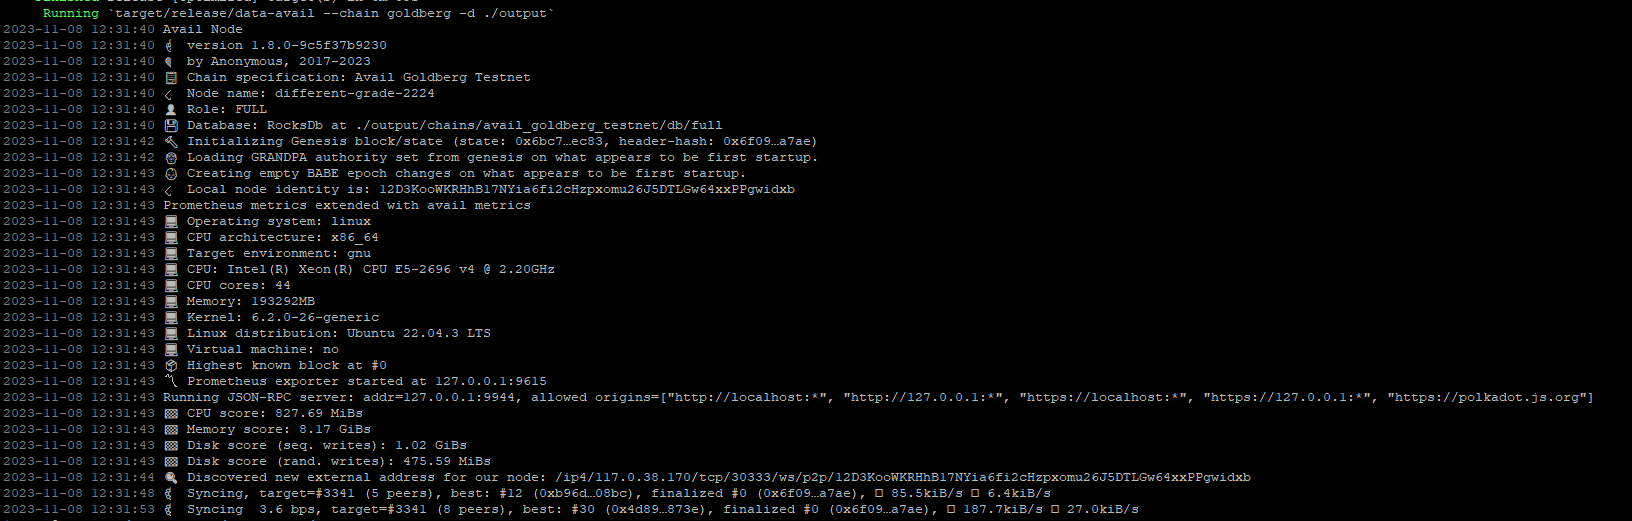 Running `target/release/data-avail --chain goldberg -d ./output`
2023-11-08 12:31:40 Avail Node
2023-11-08 12:31:40 version 1.8.0-9c5f37b9230
2023-11-08 12:31:40 by Anonymous, 2017-2023
2023-11-08 12:31:40 📋 Chain specification: Avail Goldberg Testnet
2023-11-08 12:31:40 Node name: different-grade-2224
2023-11-08 12:31:40 👤 Role: FULL
2023-11-08 12:31:40 💾 Database: RocksDb at ./output/chains/avail_goldberg_testnet/db/full
2023-11-08 12:31:42 🔨 Initializing Genesis block/state (state: 0x6bc7…ec83, header-hash: 0x6f09…a7ae)
2023-11-08 12:31:42 👴 Loading GRANDPA authority set from genesis on what appears to be first startup.
2023-11-08 12:31:42 👶 Creating empty BABE epoch changes on what appears to be first startup.
2023-11-08 12:31:42 Local node identity is: 12D3KooWKRHhB17NYia6fi2cHzpxomu26J5DTLGw64xxPPgwidxb
2023-11-08 12:31:43 Prometheus metrics extended with avail metrics
2023-11-08 12:31:43 💻 Operating system: linux
2023-11-08 12:31:43 💻 CPU architecture: x86_64
2023-11-08 12:31:43 💻 Target environment: gnu
2023-11-08 12:31:43 💻 CPU: Intel(R) Xeon(R) CPU E5-2696 v4 @ 2.20GHz
2023-11-08 12:31:43 💻 CPU cores: 44
2023-11-08 12:31:43 💻 Memory: 193292MB
2023-11-08 12:31:43 💻 Kernel: 6.2.0-26-generic
2023-11-08 12:31:43 💻 Linux distribution: Ubuntu 22.04.3 LTS
2023-11-08 12:31:43 💻 Virtual machine: no
2023-11-08 12:31:43 📦 Highest known block at #0
2023-11-08 12:31:43 〽 Prometheus exporter started at 127.0.0.1:9615
2023-11-08 12:31:43 Running JSON-RPC server: addr=127.0.0.1:9944, allowed origins=["http://localhost:*", "http://127.0.0.1:*", "https://localhost:*", "https://127.0.0.1:*", "https://polkadot.js.org"]
2023-11-08 12:31:43 🏁 CPU score: 827.69 MiBs
2023-11-08 12:31:43 🏁 Memory score: 8.17 GiBs
2023-11-08 12:31:43 🏁 Disk score (seq. writes): 1.02 GiBs
2023-11-08 12:31:43 🏁 Disk score (rand. writes): 475.59 MiBs
2023-11-08 12:31:44 🔍 Discovered new external address for our node: /ip4/117.0.38.170/tcp/30333/ws/p2p/12D3KooWKRHhB17NYia6fi2cHzpxomu26J5DTLGw64xxPPgwidxb
2023-11-08 12:31:48 Syncing, target=#3341 (5 peers), best: #12 (0xb96d…08bc), finalized #0 (0x6f09…a7ae), □ 85.5kiB/s □ 6.4kiB/s
2023-11-08 12:31:53 Syncing 3.6 bps, target=#3341 (8 peers), best: #30 (0x4d89…873e), finalized #0 (0x6f09…a7ae), □ 187.7kiB/s □ 27.0kiB/s